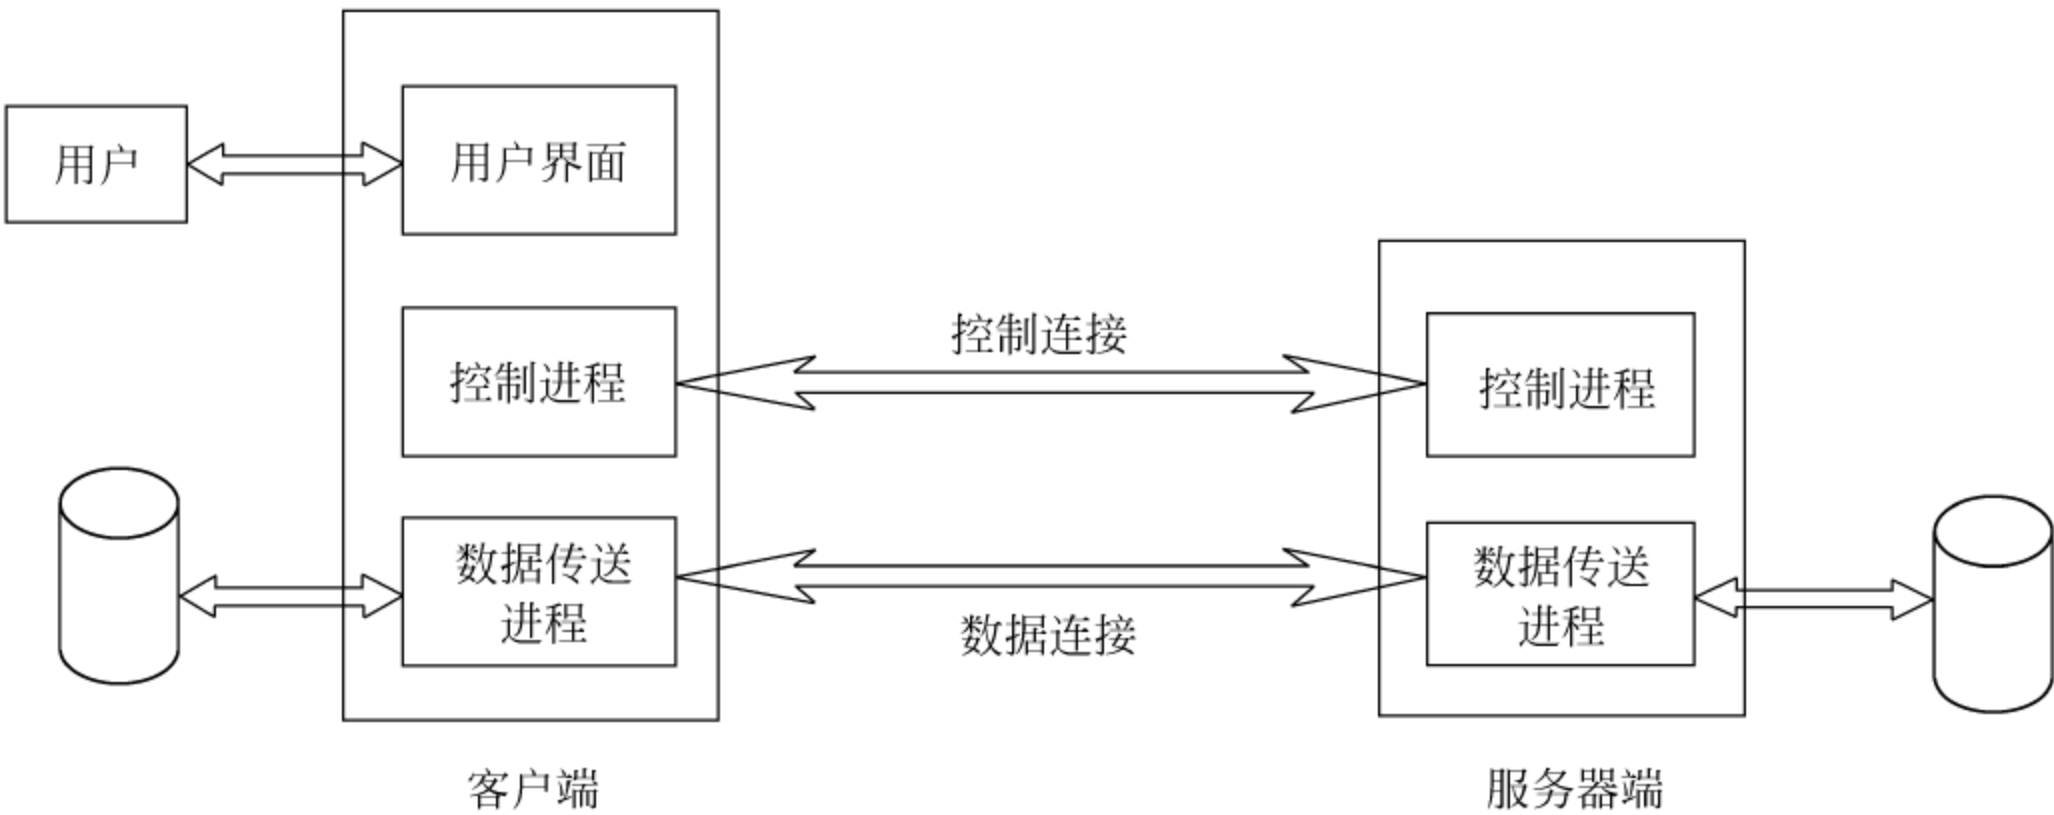 用户
用户界面
控制连接
控制进程
控制进程
数据传送
进程
数据连接
数据传送
进程
客户端
服务器端